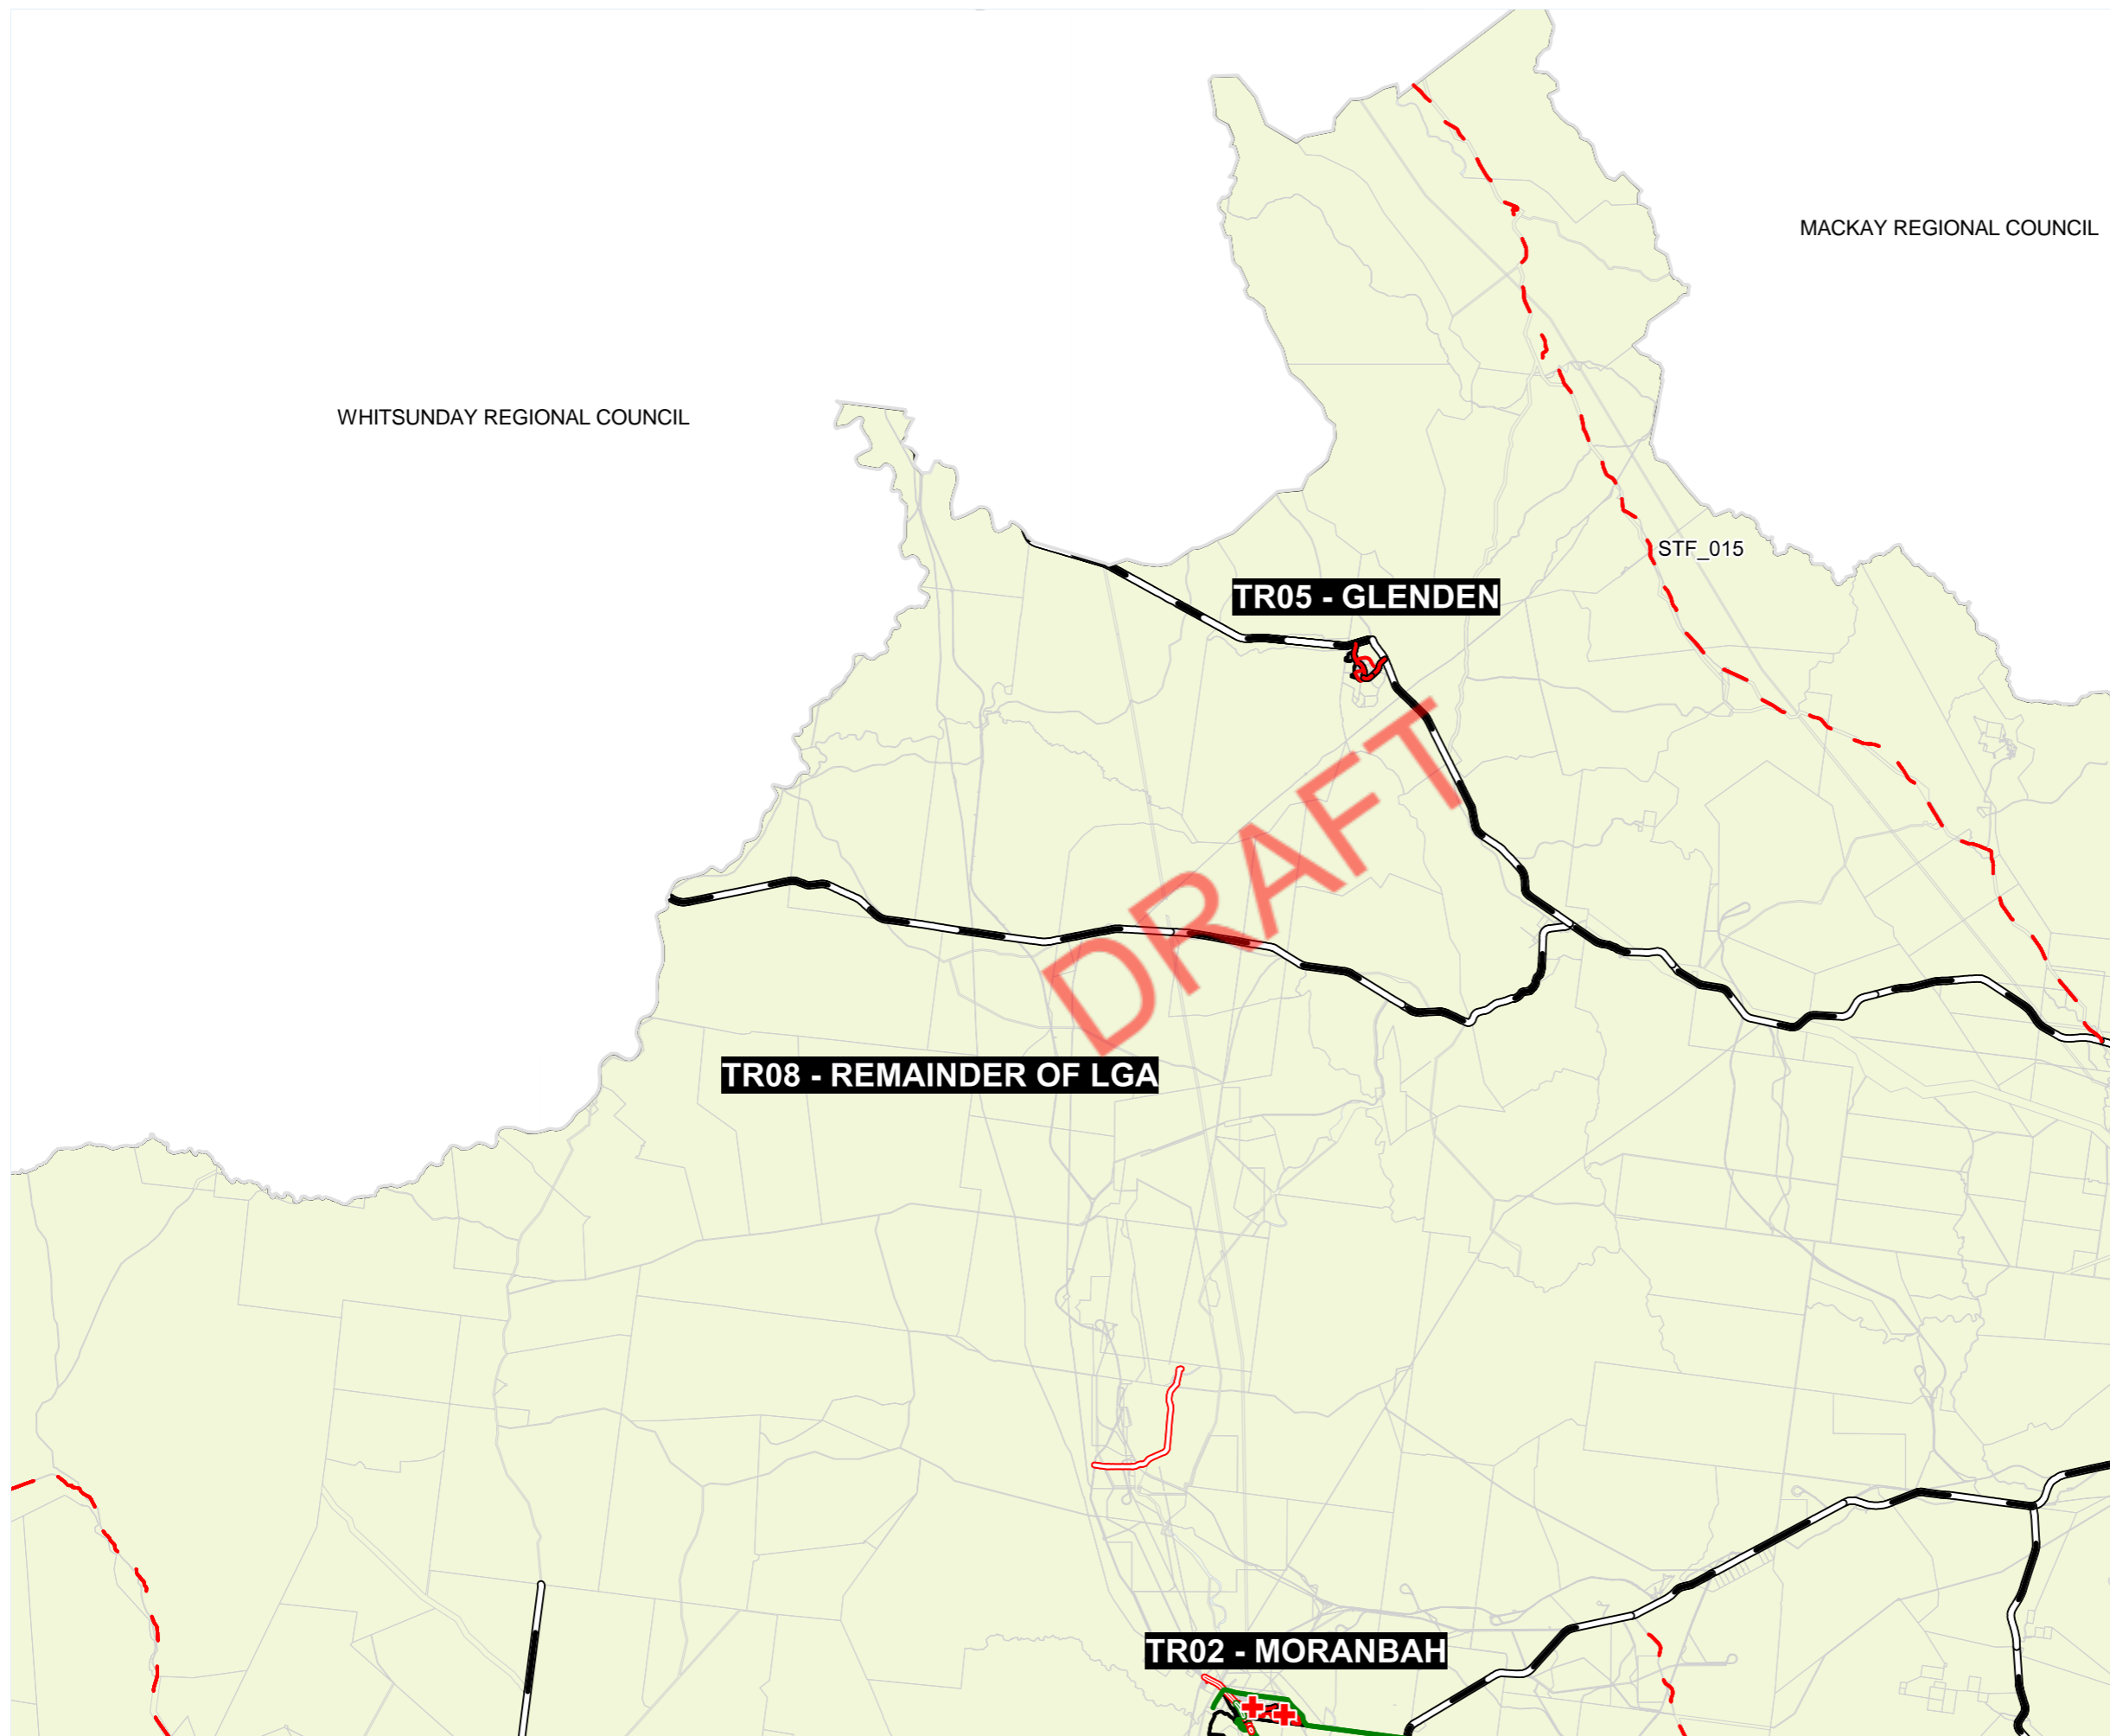 MACKAY REGIONAL COUNCIL
WHITSUNDAY REGIONAL COUNCIL
STF_015
TR05 - GLENDEN
DRAFT
TR08 - REMAINDER OF LGA
TR02 - MORANBAH